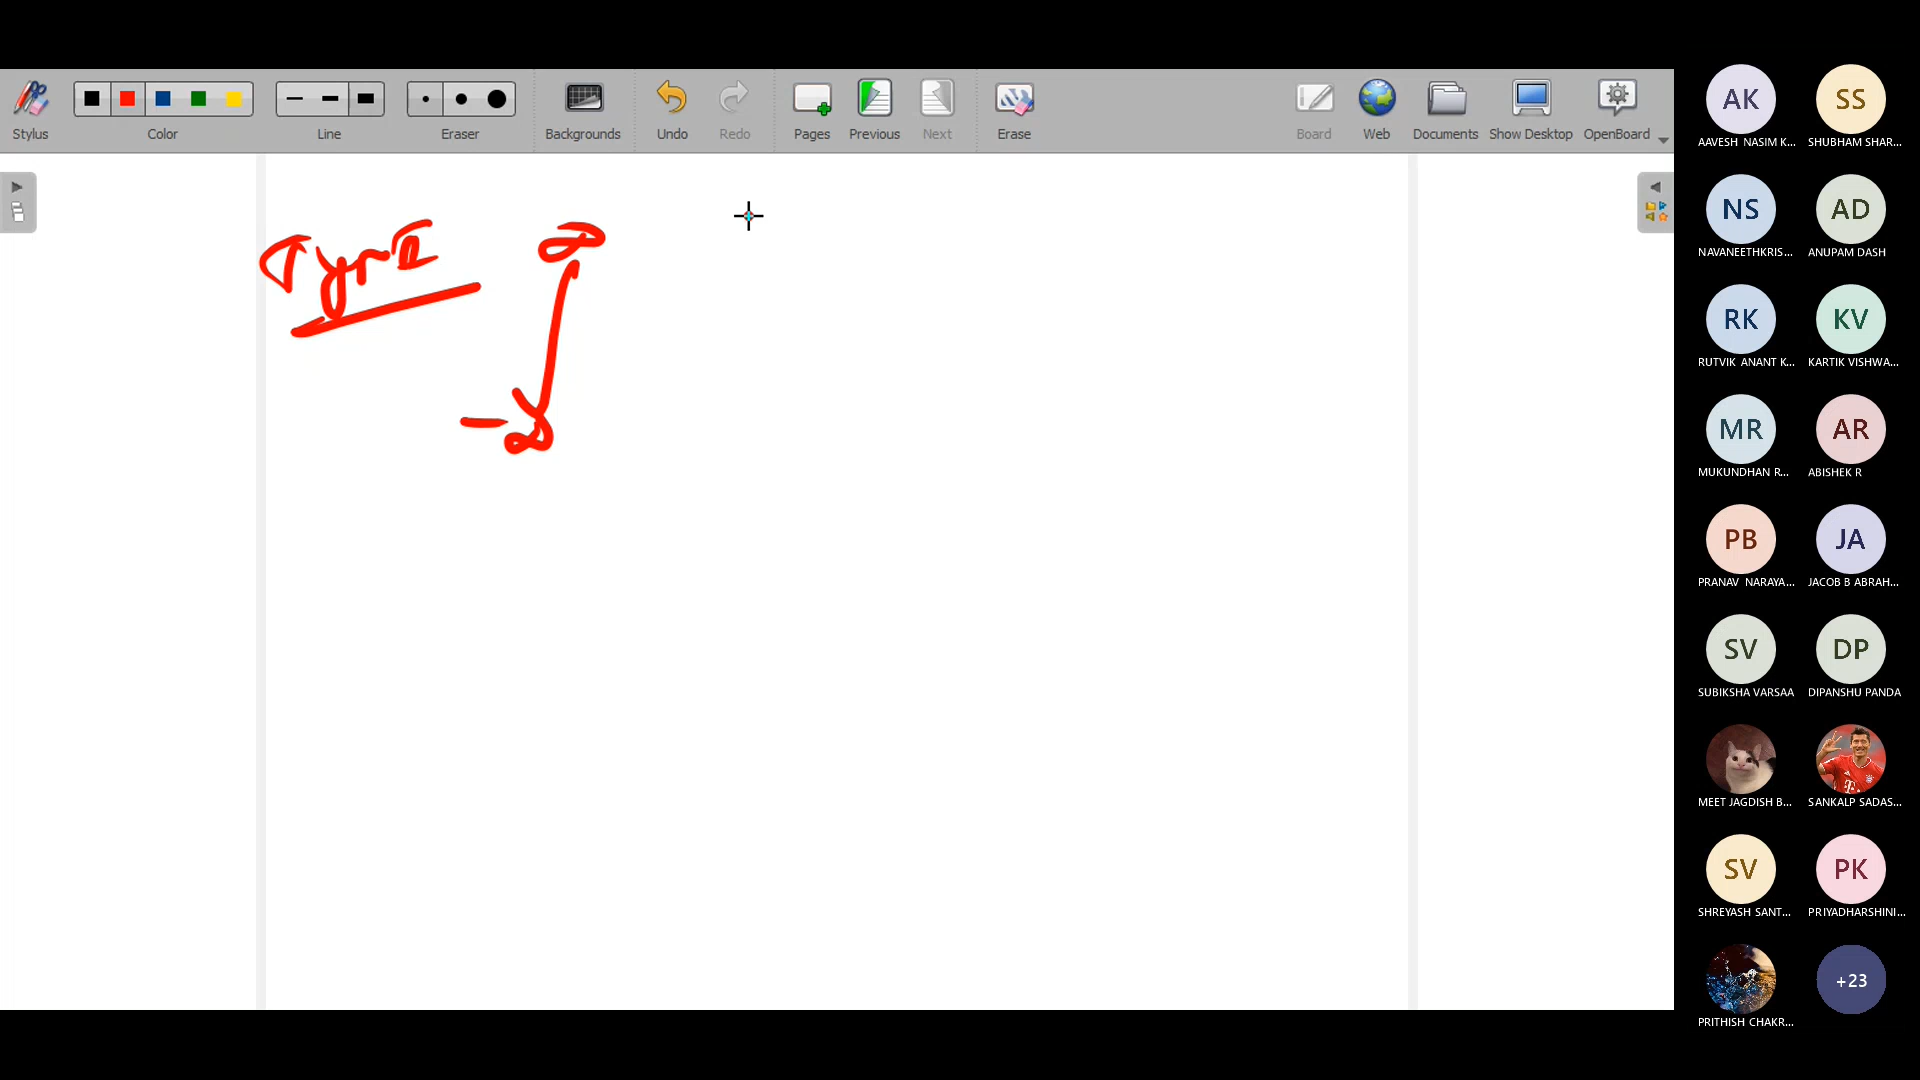 Stylus
Color
Line
Eraser
Backgrounds
Undo
Redo
Pages
Previous
Next
Erase
Board
Web
Documents
Show Desktop
OpenBoard
Type II
∞
∫
-∞
AK
AAVESH NASIM K...
SS
SHUBHAM SHAR...
NS
NAVANEETHKRIS...
AD
ANUPAM DASH
RK
RUTVIK ANANT K...
KV
KARTIK VISHWA...
MR
MUKUNDHAN R...
AR
ABISHEK R
PB
PRANAV NARAYA...
JA
JACOB B ABRAH...
SV
SUBIKSHA VARSAA
DP
DIPANSHU PANDA
MEET JAGDISH B...
SANKALP SADAS...
SV
SHREYASH SANT...
PK
PRIYADHARSHINI...
PRITHISH CHAKR...
+23